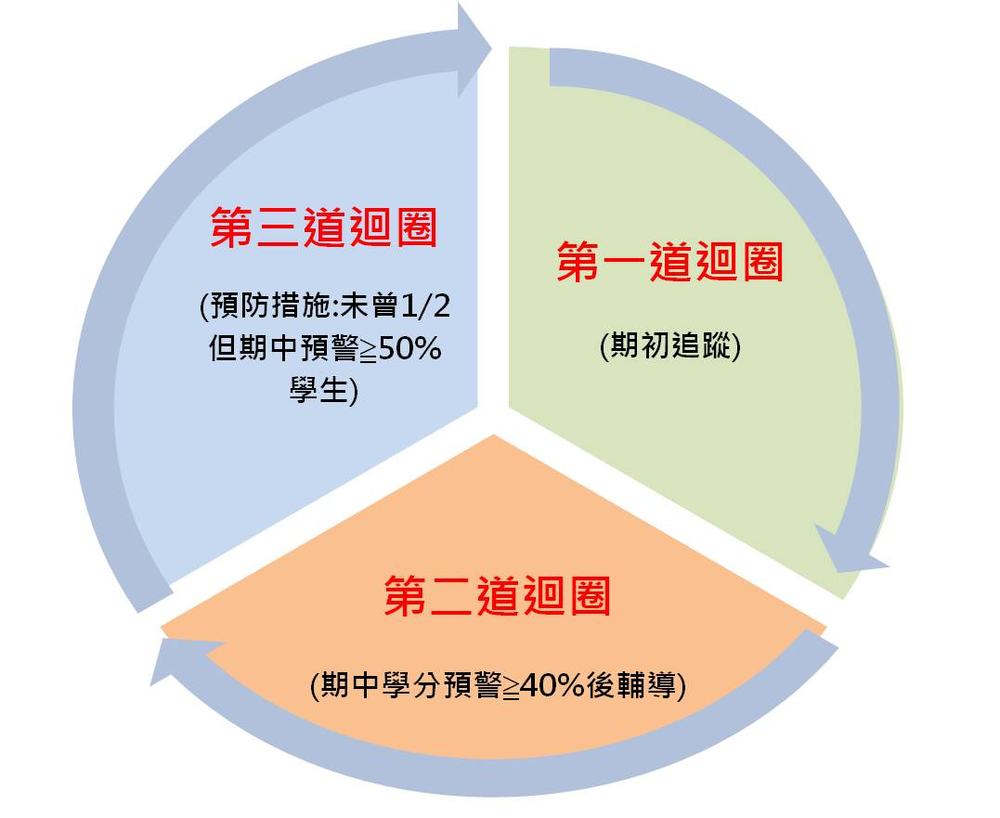 第一道迴圈
(期初追蹤)
第二道迴圈
(期中學分預警≧40%後輔導)
第三道迴圈
(預防措施:未曾1/2
但期中預警≧50%
學生)